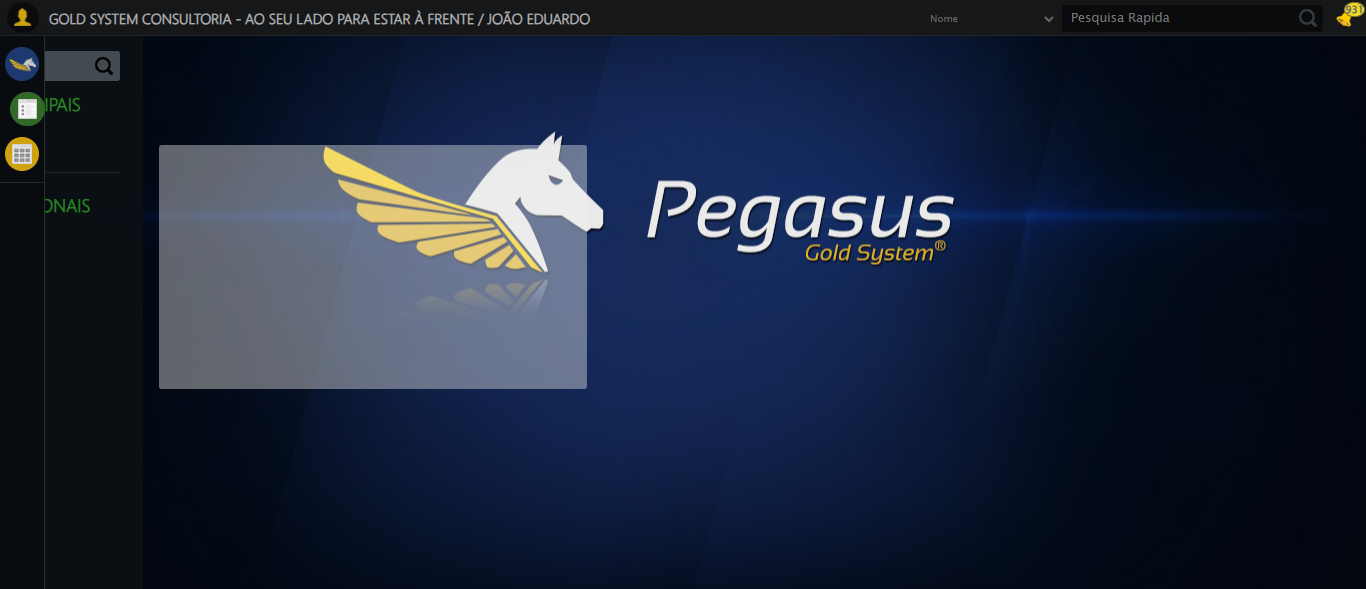 GOLD SYSTEM CONSULTORIA - AO SEU LADO PARA ESTAR À FRENTE / JOÃO EDUARDO
Nome
Pesquisa Rapida
931
IPAIS
ONAIS
Pegasus
Gold System®